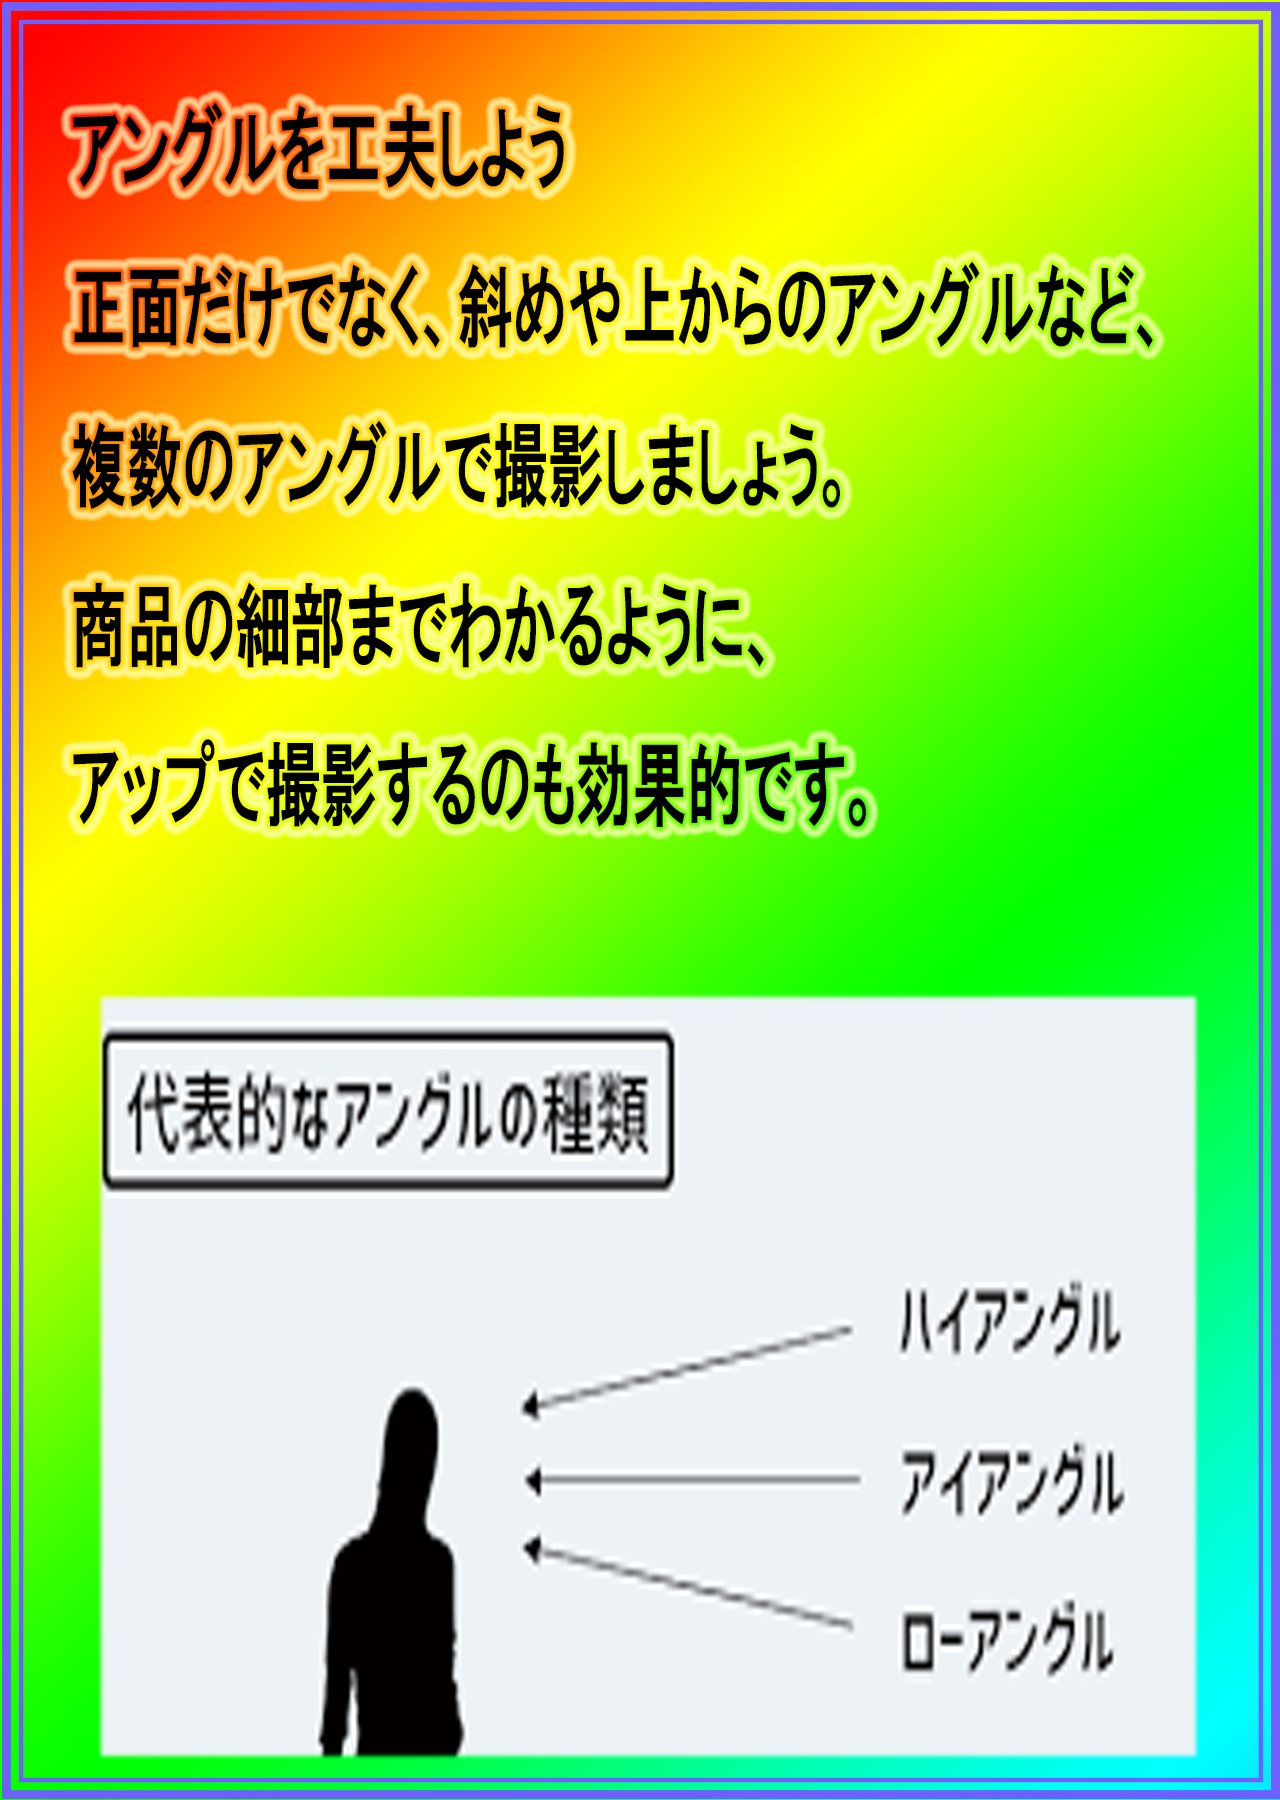 アングルを工夫しよう
正面だけでなく、斜めや上からのアングルなど、
複数のアングルで撮影しましょう。
商品の細部までわかるように、
アップで撮影するのも効果的です。
代表的なアングルの種類
ハイアングル
アイアングル
ローアングル